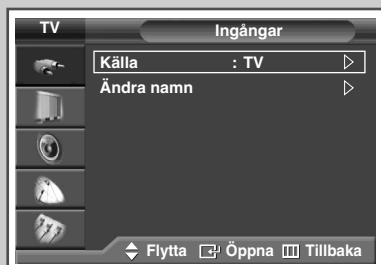 TV
Ingångar
Källa : TV
Ändra namn
Flytta Öppna Tillbaka